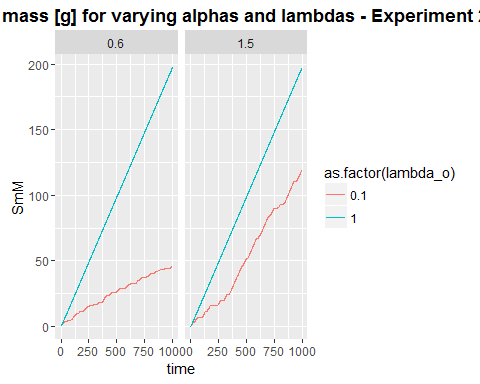 mass [g] for varying alphas and lambdas - Experiment
0.6
1.5
200
150
100
50
0
SmM
0 250 500 750 1000 0 250 500 750 1000
time
as.factor(lambda_o)
0.1
1